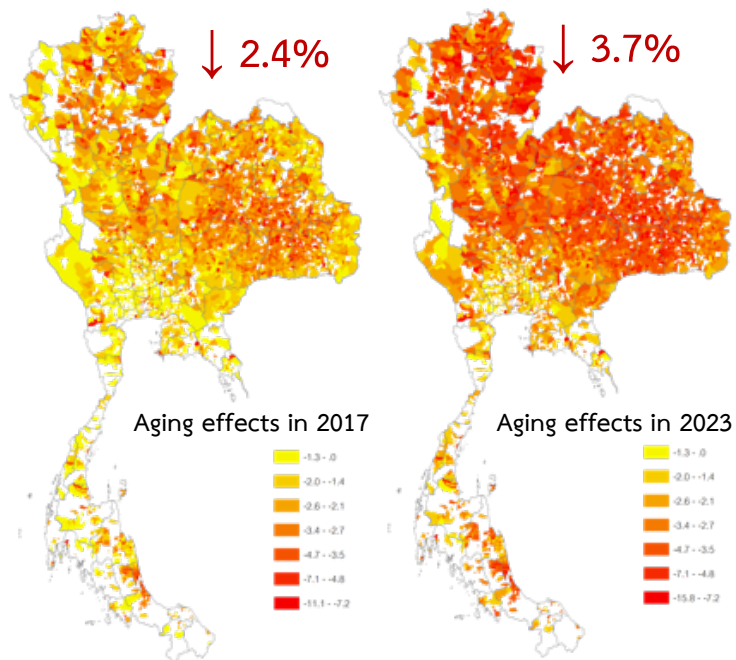 ↓ 2.4%
↓ 3.7%
Aging effects in 2017
-1.3 - .0
-2.0 - -1.4
-2.6 - -2.1
-3.4 - -2.7
-4.7 - -3.5
-7.1 - -4.8
-11.1 - -7.2
Aging effects in 2023
-1.3 - .0
-2.0 - -1.4
-2.6 - -2.1
-3.4 - -2.7
-4.7 - -3.5
-7.1 - -4.8
-15.8 - -7.2